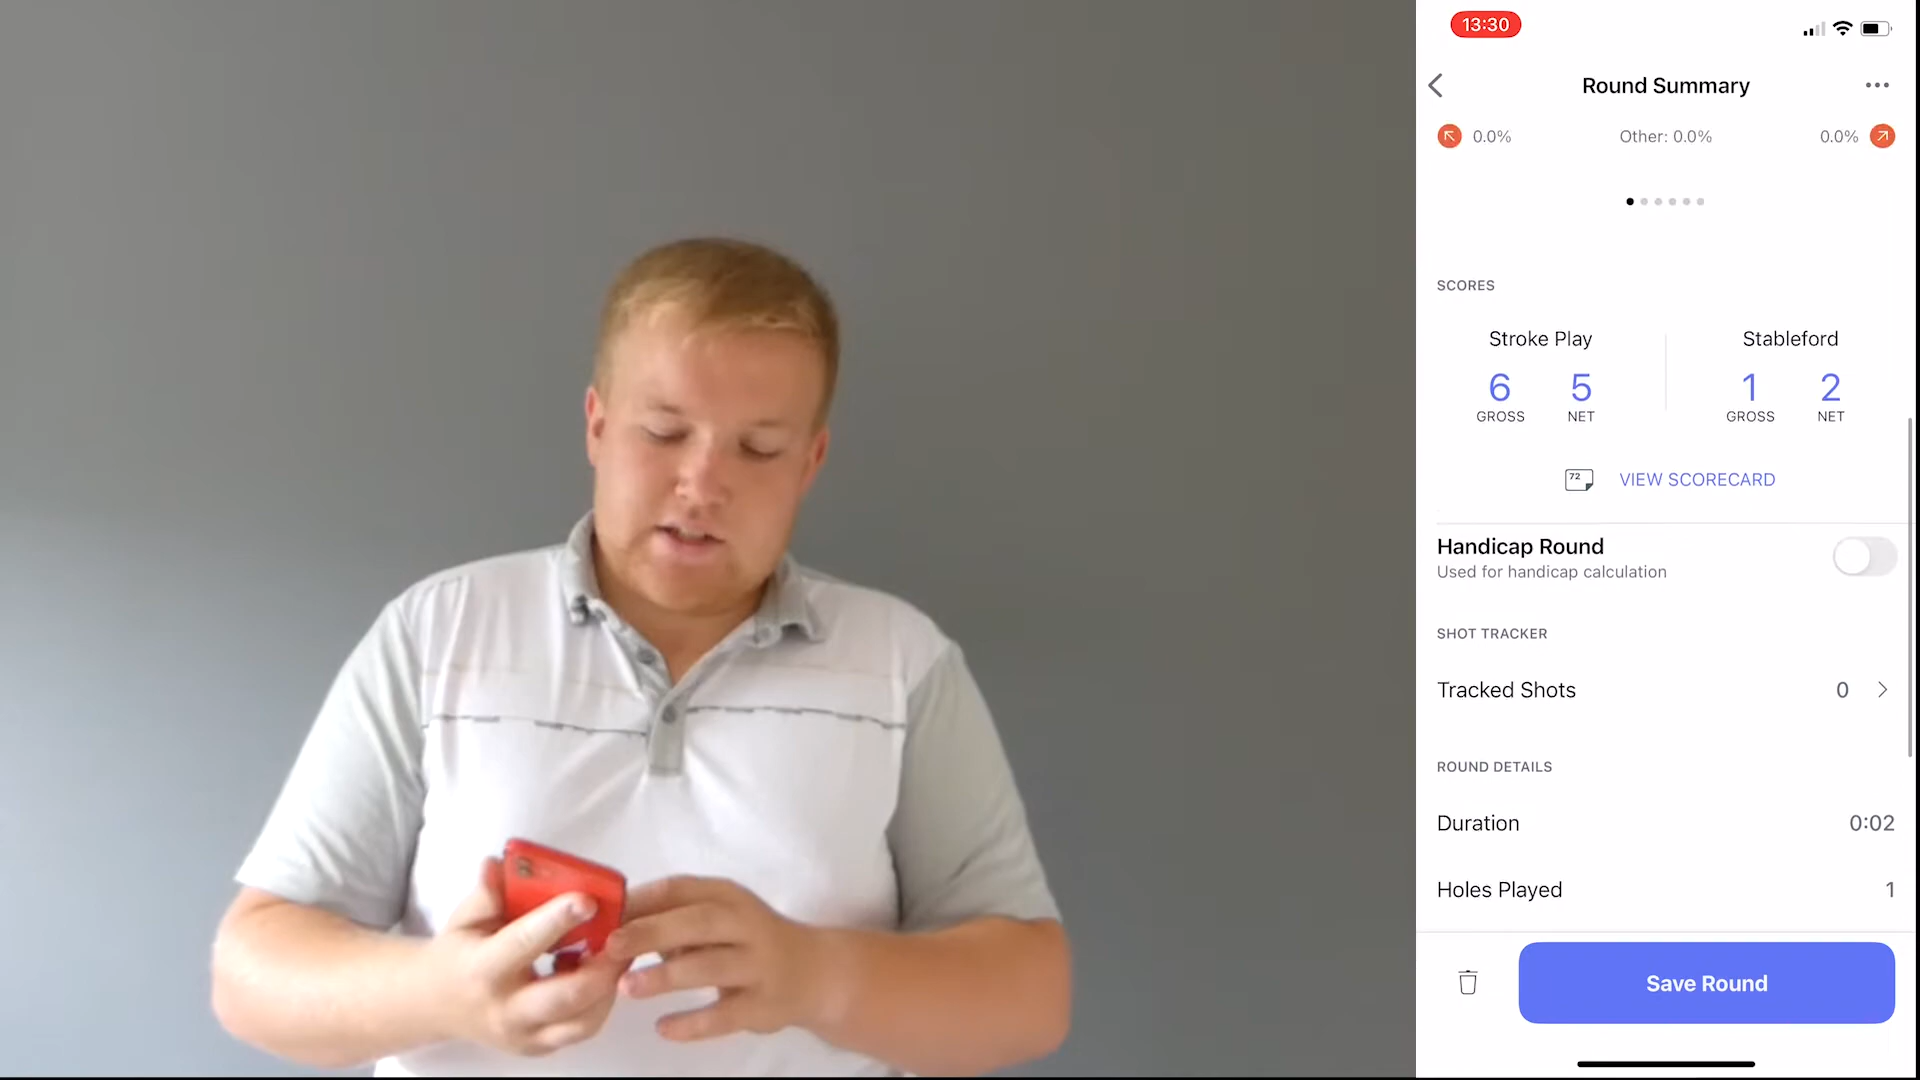 13:30
Round Summary
0.0% Other: 0.0% 0.0%
SCORES
Stroke Play Stableford
6 5 1 2
GROSS NET GROSS NET
72 VIEW SCORECARD
Handicap Round
Used for handicap calculation
SHOT TRACKER
Tracked Shots 0
ROUND DETAILS
Duration 0:02
Holes Played 1
Save Round